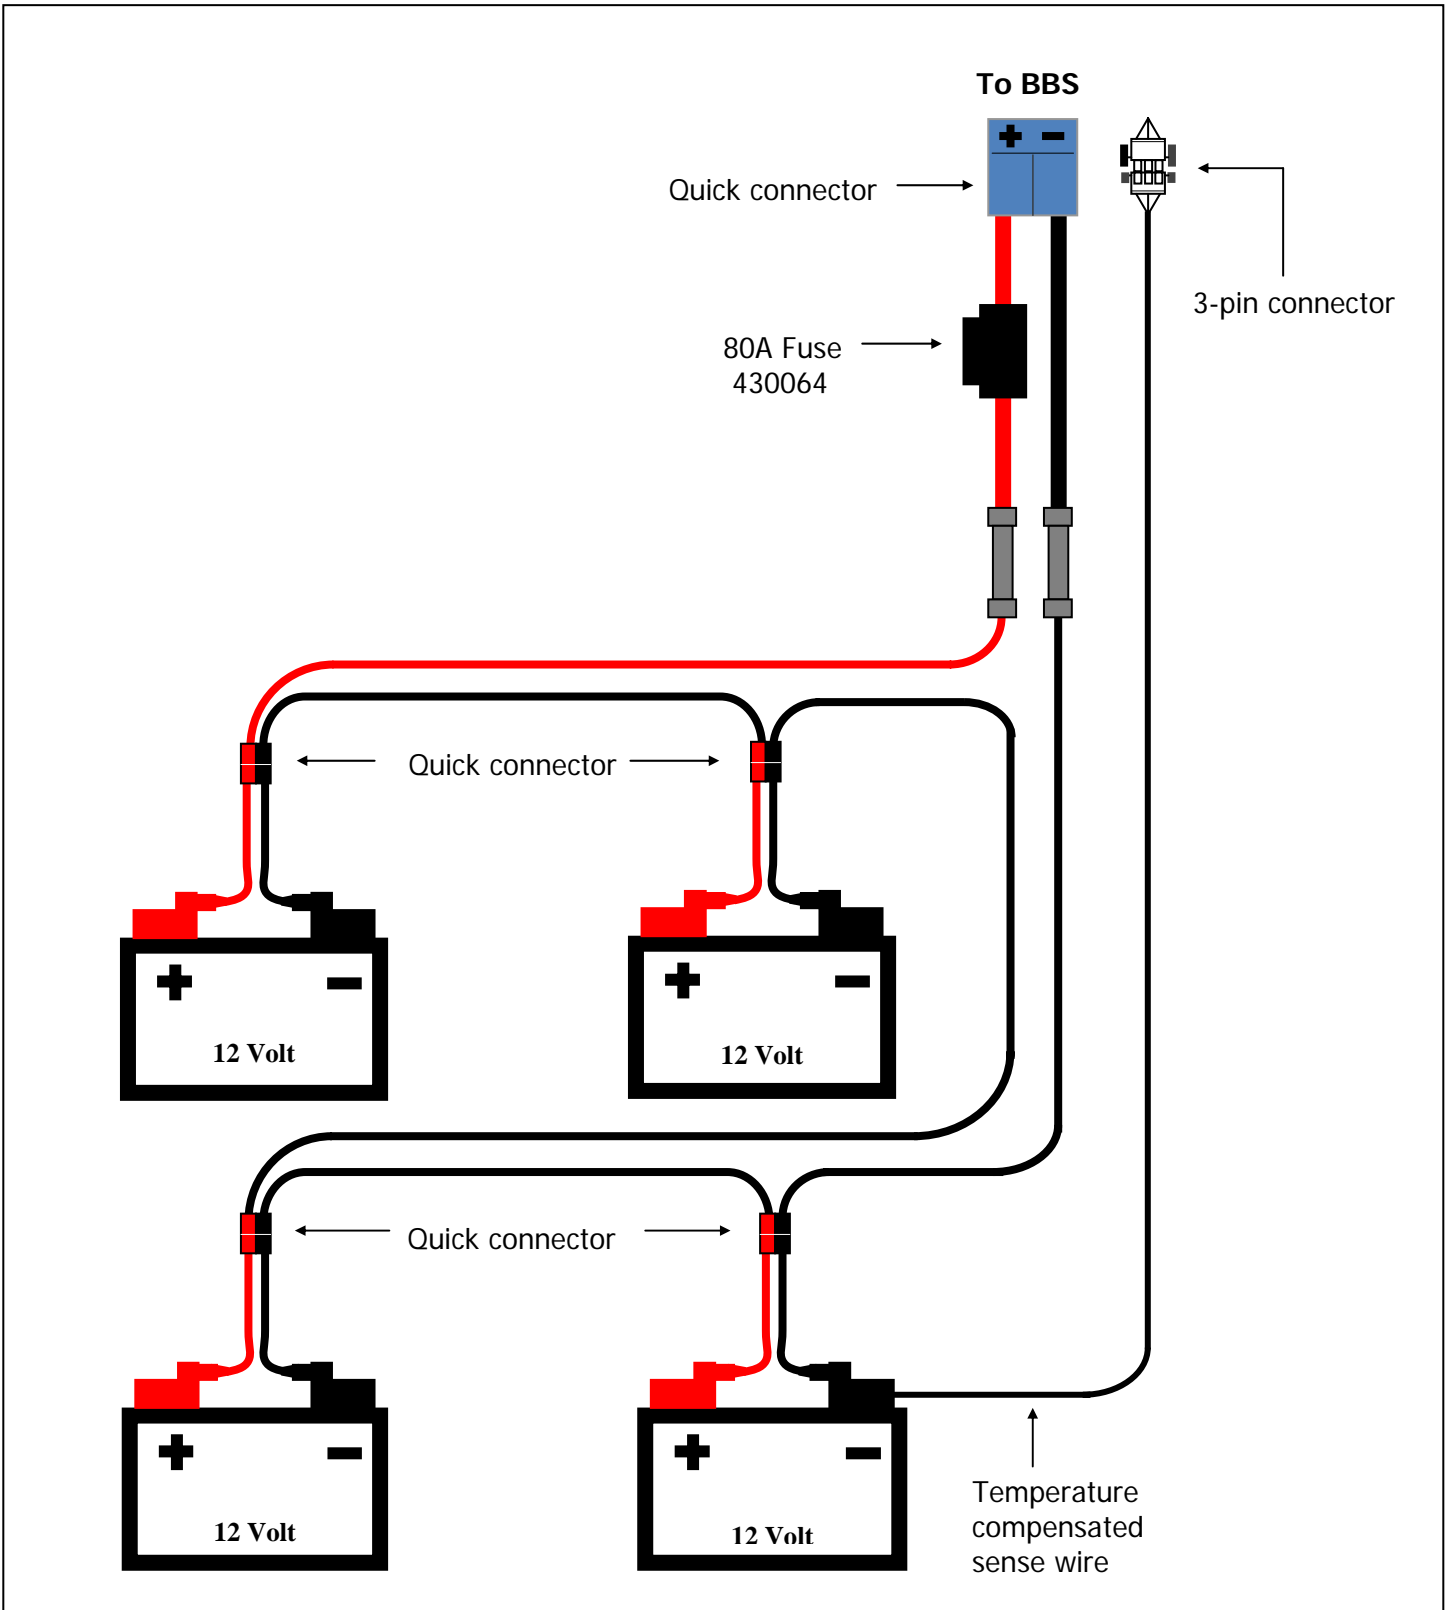 To BBS
Quick connector
3-pin connector
80A Fuse
430064
Quick connector
12 Volt
12 Volt
Quick connector
12 Volt
12 Volt
Temperature
compensated
sense wire